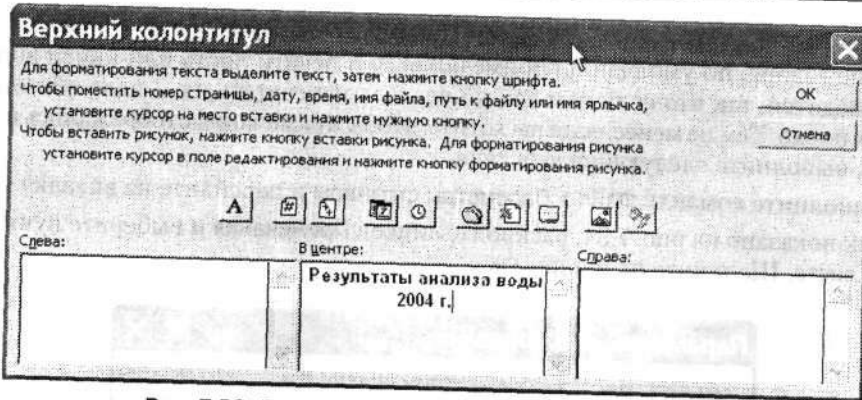 Верхний колонтитул
Для форматирования текста выделите текст, затем нажмите кнопку шрифта.
Чтобы поместить номер страницы, дату, время, имя файла, путь к файлу или имя ярлычка,
установите курсор на место вставки и нажмите нужную кнопку.
Чтобы вставить рисунок, нажмите кнопку вставки рисунка. Для форматирования рисунка
установите курсор в поле редактирования и нажмите кнопку форматирования рисунка.
ОК
Отмена
А
Слева:
В центре:
Справа:
Результаты анализа воды
2004 г.